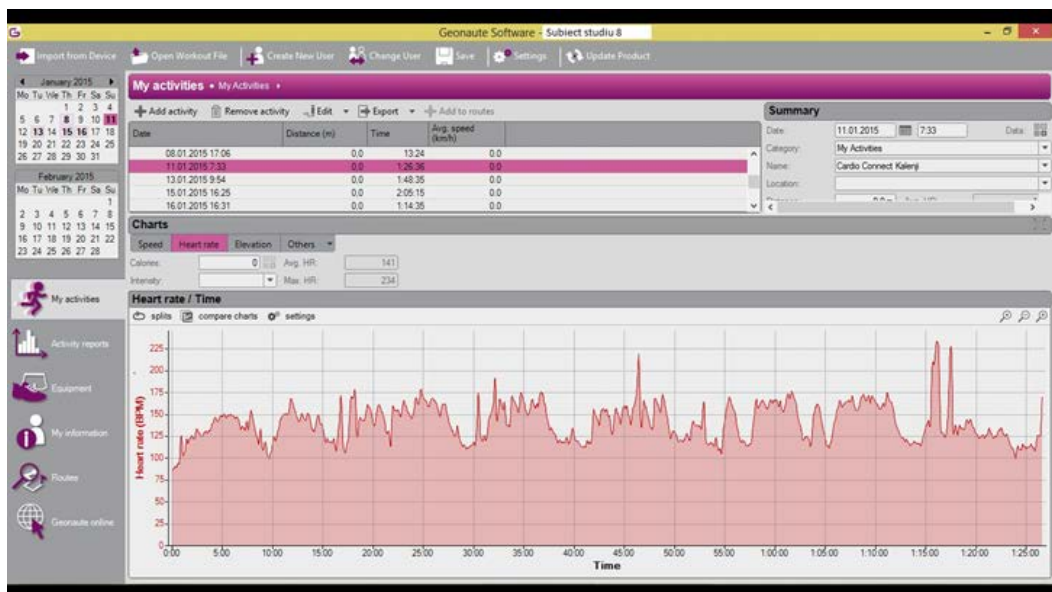 Geonaute Software - Subiect studiu 8
Import from Device Open Workout File Create New User Change User Save Settings Update Product
January 2015
Mo Tu We Th Fr Sa Su
1 2 3 4
5 6 7 8 9 10 11
12 13 14 15 16 17 18
19 20 21 22 23 24 25
26 27 28 29 30 31
February 2015
Mo Tu We Th Fr Sa Su
1
2 3 4 5 6 7 8
9 10 11 12 13 14 15
16 17 18 19 20 21 22
23 24 25 26 27 28
My activities
Activity reports
Equipment
My information
Routes
Geonaute online
My activities • My Activities
Add activity Remove activity Edit Export Add to routes
Date Distance (m) Time Avg. speed
(km/h)
08.01.2015 17:06 0.0 13:24 0.0
11.01.2015 7:33 0.0 1:26:36 0.0
13.01.2015 9:54 0.0 1:48:35 0.0
15.01.2015 16:25 0.0 2:05:15 0.0
16.01.2015 16:31 0.0 1:14:35 0.0
Summary
Date: 11.01.2015 7:33 Data:
Category: My Activities
Name: Cardio Connect Kalenji
Location:
Charts
Speed Heart rate Elevation Others
Calories: 0 Avg. HR: 141
Intensity: Max. HR: 234
Heart rate / Time
splits compare charts settings
Heart rate (BPM)
225
175
150
125
100
75
50
25
0
0:00 5:00 10:00 15:00 20:00 25:00 30:00 35:00 40:00 45:00 50:00 55:00 1:00:00 1:05:00 1:10:00 1:15:00 1:20:00 1:25:00
Time